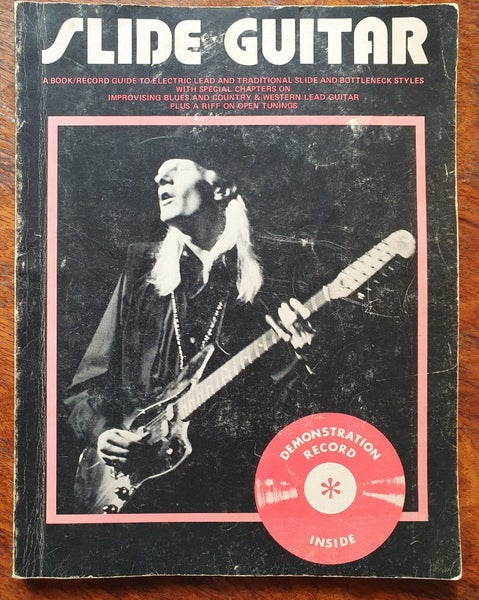 SLIDE GUITAR
A BOOK/RECORD GUIDE TO ELECTRIC LEAD AND TRADITIONAL SLIDE AND BOTTLENECK STYLES
WITH SPECIAL CHAPTERS ON
IMPROVISING BLUES AND COUNTRY & WESTERN LEAD GUITAR
PLUS A RIFF ON OPEN TUNINGS
DEMONSTRATION
RECORD
INSIDE